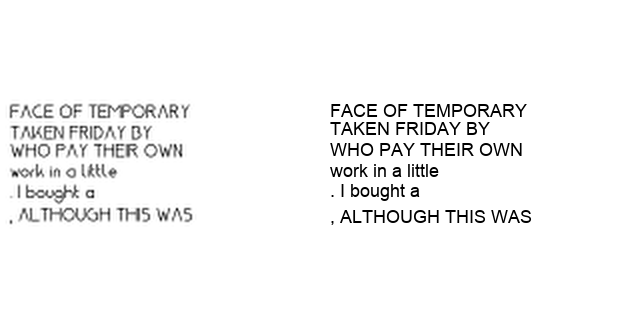 FACE OF TEMPORARY
TAKEN FRIDAY BY
WHO PAY THEIR OWN
work in a little
. I bought a
, ALTHOUGH THIS WAS
FACE OF TEMPORARY
TAKEN FRIDAY BY
WHO PAY THEIR OWN
work in a little
. I bought a
, ALTHOUGH THIS WAS